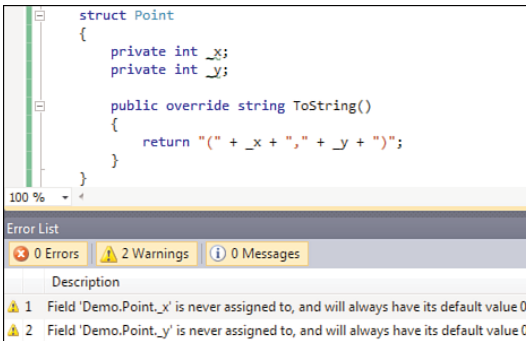 struct Point
{
private int _x;
private int _y;
public override string ToString()
{
return "(" + _x + "," + _y + ")";
}
}
100 %
Error List
0 Errors 2 Warnings 0 Messages
Description
1 Field 'Demo.Point._x' is never assigned to, and will always have its default value 0
2 Field 'Demo.Point._y' is never assigned to, and will always have its default value 0